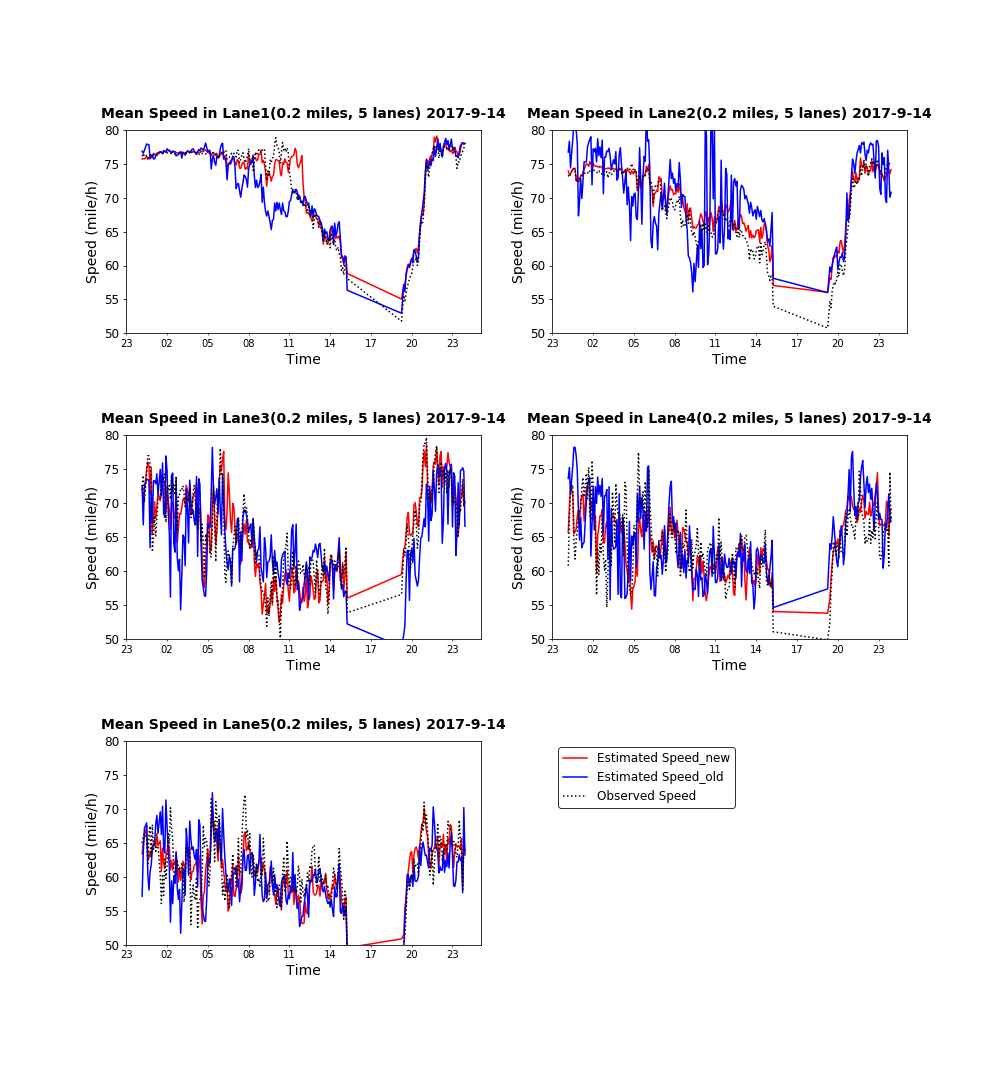 Mean Speed in Lane1(0.2 miles, 5 lanes) 2017-9-14
80
75
70
65
60
55
50
Speed (mile/h)
23 02 05 08 11 14 17 20 23
Time
Mean Speed in Lane2(0.2 miles, 5 lanes) 2017-9-14
80
75
70
65
60
55
50
Speed (mile/h)
23 02 05 08 11 14 17 20 23
Time
Mean Speed in Lane3(0.2 miles, 5 lanes) 2017-9-14
80
75
70
65
60
55
50
Speed (mile/h)
23 02 05 08 11 14 17 20 23
Time
Mean Speed in Lane4(0.2 miles, 5 lanes) 2017-9-14
80
75
70
65
60
55
50
Speed (mile/h)
23 02 05 08 11 14 17 20 23
Time
Mean Speed in Lane5(0.2 miles, 5 lanes) 2017-9-14
80
75
70
65
60
55
50
Speed (mile/h)
23 02 05 08 11 14 17 20 23
Time
Estimated Speed_new
Estimated Speed_old
Observed Speed